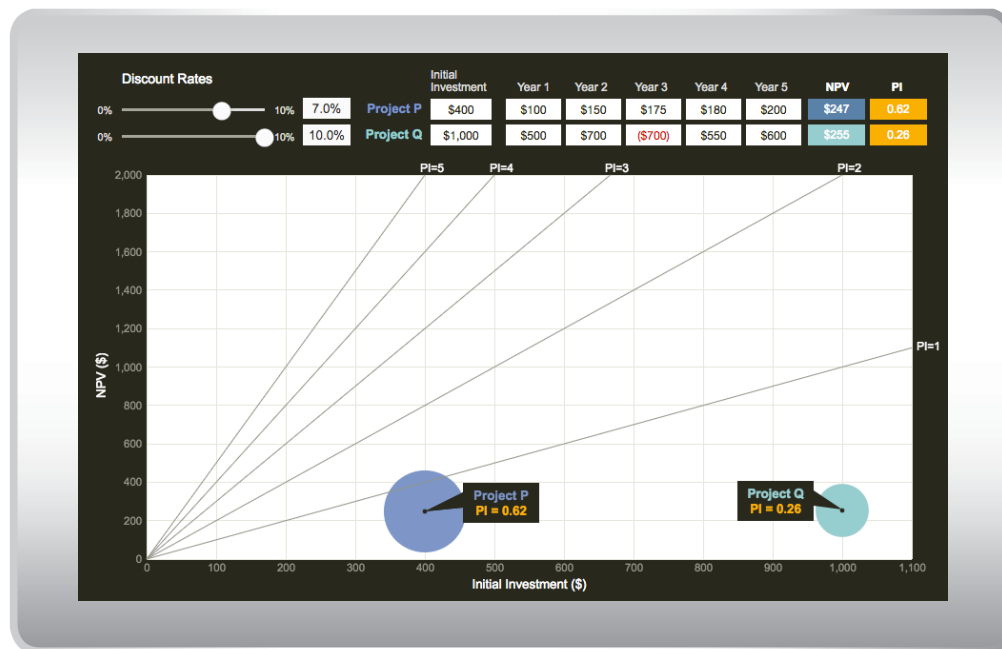 Discount Rates
Initial
Investment Year 1 Year 2 Year 3 Year 4 Year 5 NPV PI
0% 10% 7.0% Project P $400 $100 $150 $175 $180 $200 $247 0.62
0% 10% 10.0% Project Q $1,000 $500 $700 ($700) $550 $600 $255 0.26
PI=5 PI=4 PI=3 PI=2
2,000
1,800
1,600
1,400
1,200
1,000
PI=1
NPV ($)
800
600
400
200
0
Project P
PI = 0.62
Project Q
PI = 0.26
0 100 200 300 400 500 600 700 800 900 1,000 1,100
Initial Investment ($)